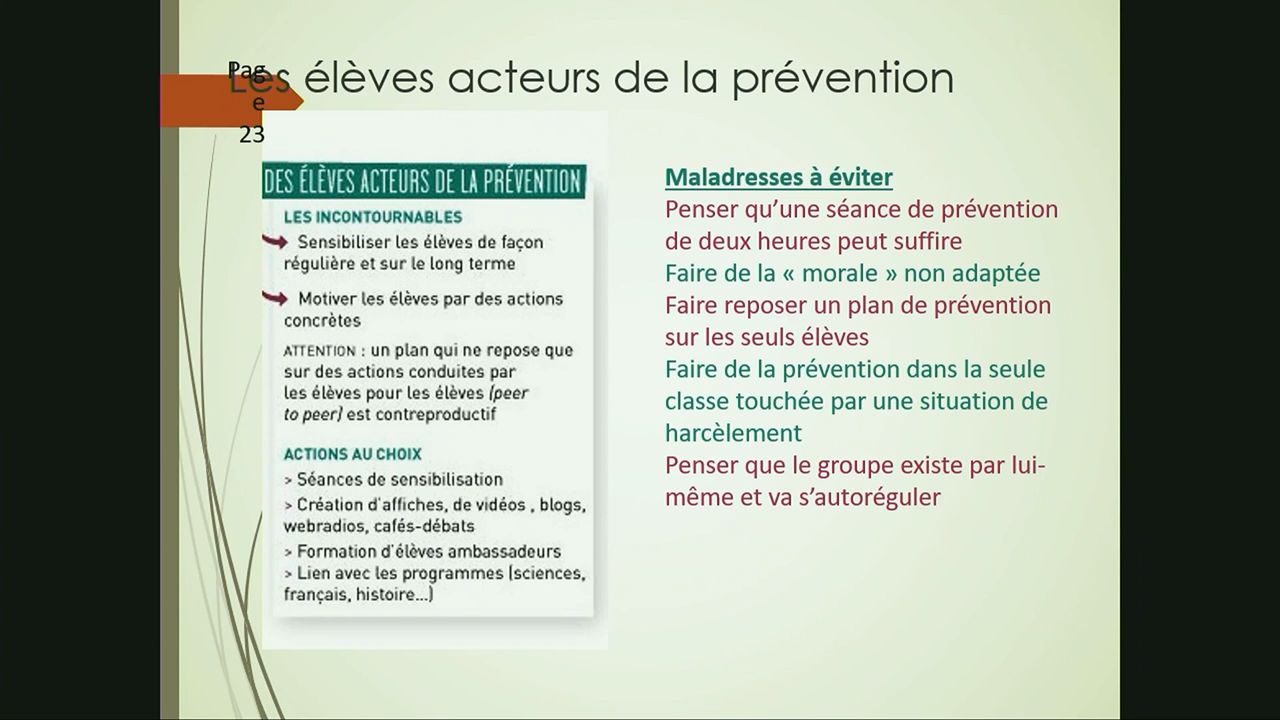 Les élèves acteurs de la prévention
Pag
e
23
DES ÉLÈVES ACTEURS DE LA PRÉVENTION
LES INCONTOURNABLES
Sensibiliser les élèves de façon
régulière et sur le long terme
Motiver les élèves par des actions
concrètes
ATTENTION : un plan qui ne repose que
sur des actions conduites par
les élèves pour les élèves (peer
to peer) est contreproductif
ACTIONS AU CHOIX
> Séances de sensibilisation
> Création d'affiches, de vidéos , blogs,
webradios, cafés-débats
> Formation d'élèves ambassadeurs
> Lien avec les programmes (sciences,
français, histoire...)
Maladresses à éviter
Penser qu’une séance de prévention
de deux heures peut suffire
Faire de la « morale » non adaptée
Faire reposer un plan de prévention
sur les seuls élèves
Faire de la prévention dans la seule
classe touchée par une situation de
harcèlement
Penser que le groupe existe par lui-
même et va s’autoréguler